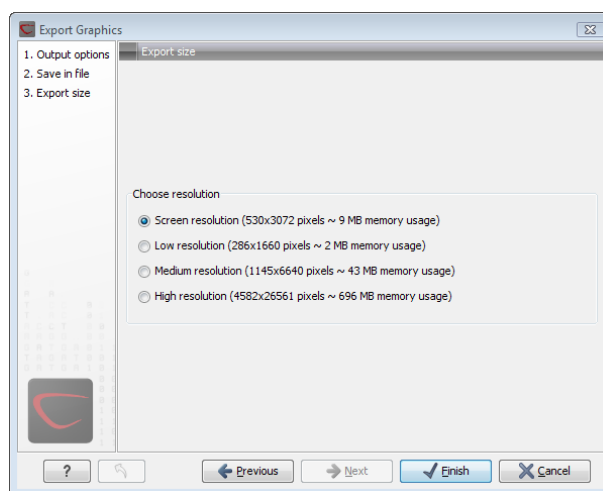 Export Graphics
1. Output options
2. Save in file
3. Export size
Export size
Choose resolution
Screen resolution (530x3072 pixels ~ 9 MB memory usage)
Low resolution (286x1660 pixels ~ 2 MB memory usage)
Medium resolution (1145x6640 pixels ~ 43 MB memory usage)
High resolution (4582x26561 pixels ~ 696 MB memory usage)
?
Previous
Next
Finish
Cancel